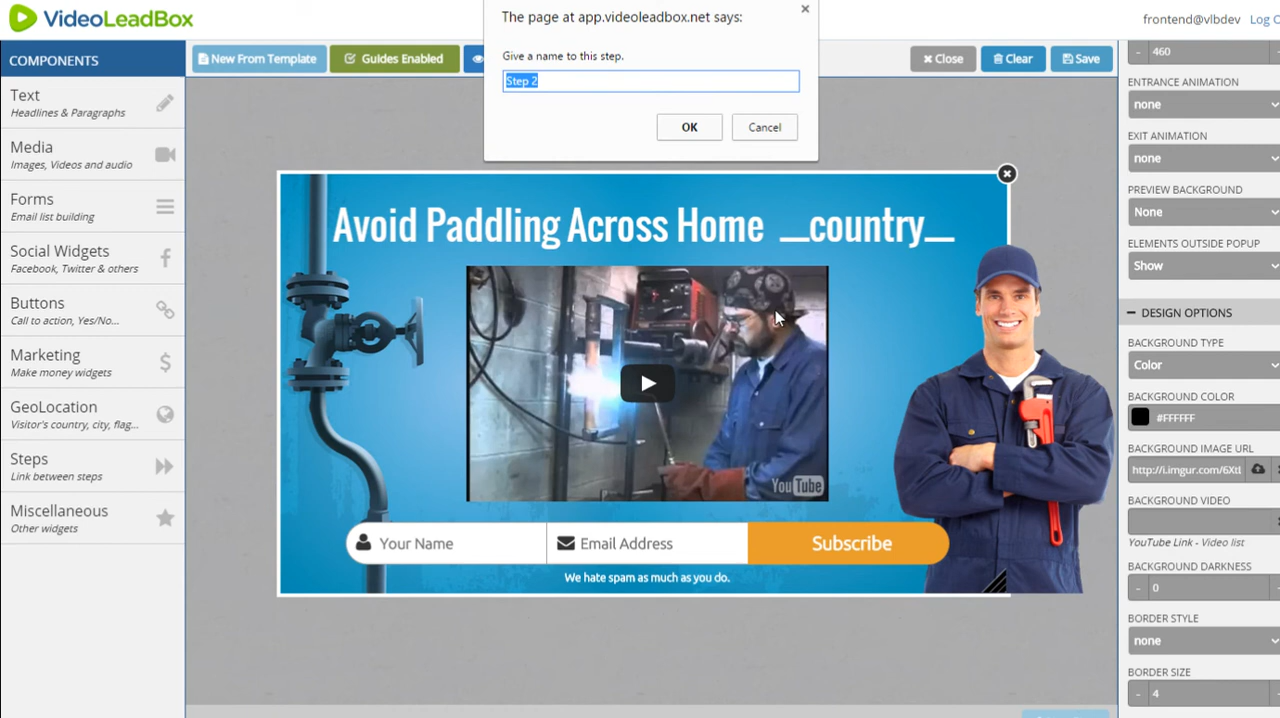 VideoLeadBox
The page at app.videoleadbox.net says:
Give a name to this step.
Step 2
OK
Cancel
frontend@vlbdev
COMPONENTS
Text
Headlines & Paragraphs
Media
Images, Videos and audio
Forms
Email list building
Social Widgets
Facebook, Twitter & others
Buttons
Call to action, Yes/No...
Marketing
Make money widgets
GeoLocation
Visitor's country, city, flag...
Steps
Link between steps
Miscellaneous
Other widgets
New From Template
Guides Enabled
Close
Clear
Save
Avoid Paddling Across Home __country__
YouTube
Your Name
Email Address
Subscribe
We hate spam as much as you do.
- 460
ENTRANCE ANIMATION
none
EXIT ANIMATION
none
PREVIEW BACKGROUND
None
ELEMENTS OUTSIDE POPUP
Show
DESIGN OPTIONS
BACKGROUND TYPE
Color
BACKGROUND COLOR
#FFFFFF
BACKGROUND IMAGE URL
http://i.imgur.com/6Xtl
BACKGROUND VIDEO
YouTube Link - Video list
BACKGROUND DARKNESS
- 0
BORDER STYLE
none
BORDER SIZE
- 4